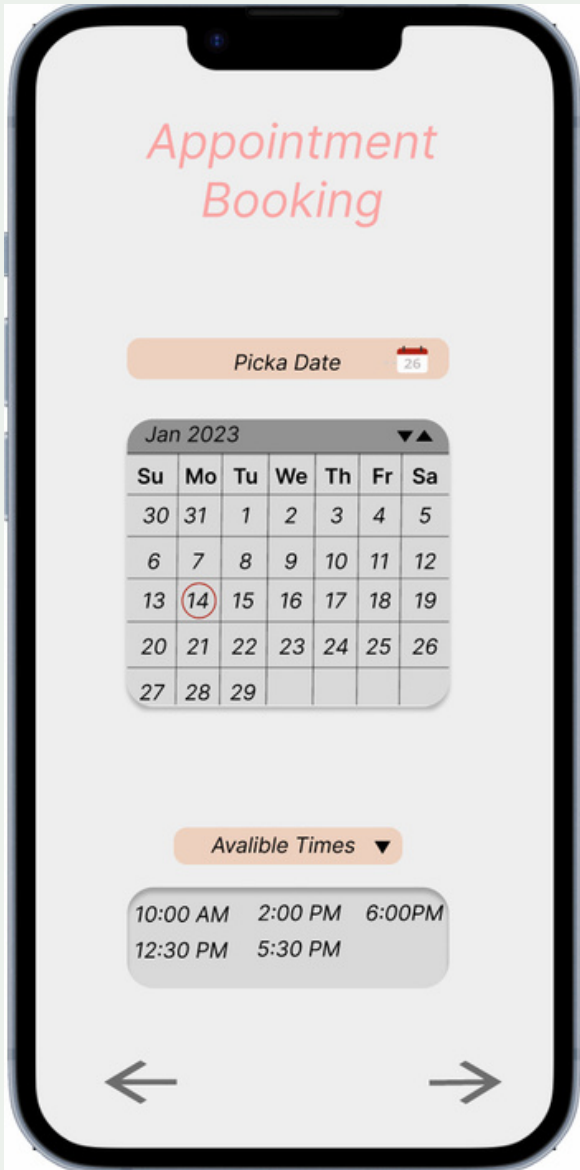 Appointment
Booking
Picka Date 26
Jan 2023
Su Mo Tu We Th Fr Sa
30 31 1 2 3 4 5
6 7 8 9 10 11 12
13 14 15 16 17 18 19
20 21 22 23 24 25 26
27 28 29
Avalible Times
10:00 AM 2:00 PM 6:00PM
12:30 PM 5:30 PM